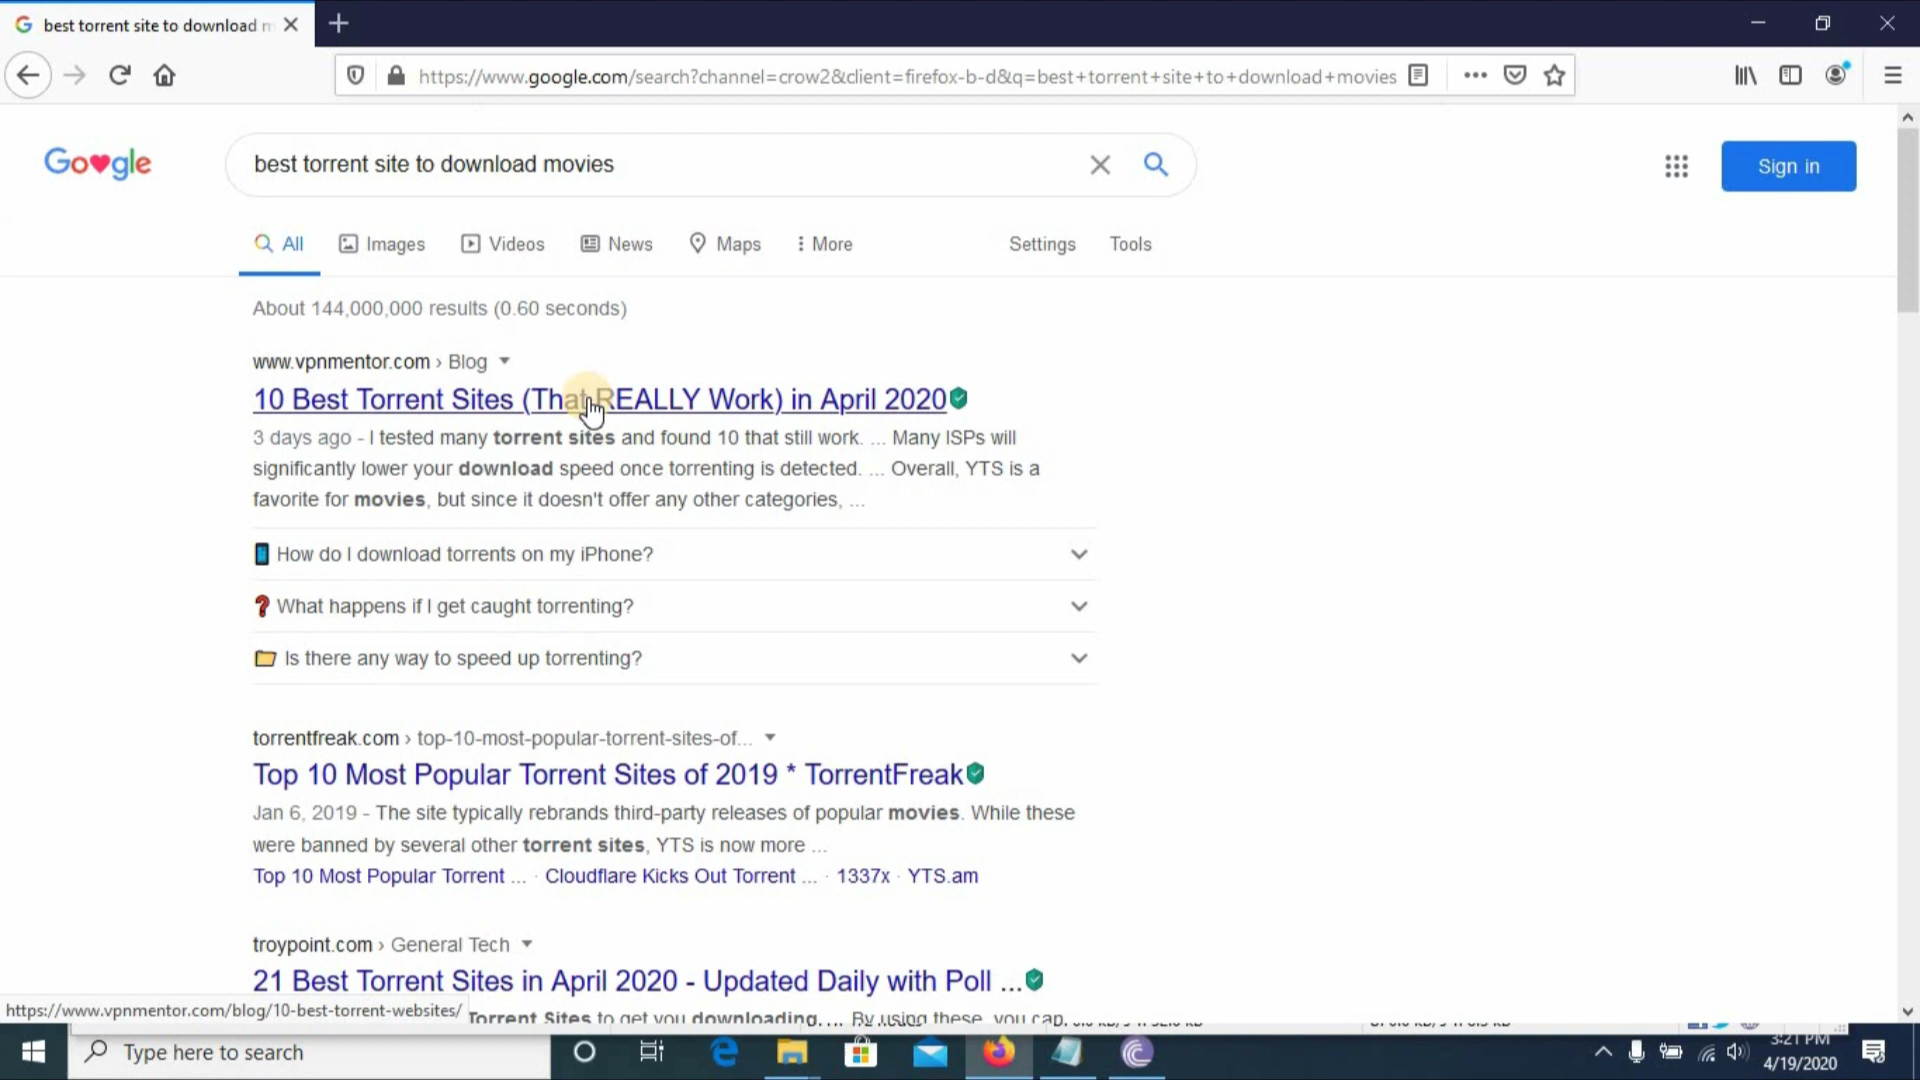 best torrent site to download m
https://www.google.com/search?channel=crow2&client=firefox-b-d&q=best+torrent+site+to+download+movies
Google
best torrent site to download movies
Sign in
All Images Videos News Maps More Settings Tools
About 144,000,000 results (0.60 seconds)
www.vpnmentor.com › Blog
10 Best Torrent Sites (That REALLY Work) in April 2020
3 days ago - I tested many torrent sites and found 10 that still work. ... Many ISPs will
significantly lower your download speed once torrenting is detected. ... Overall, YTS is a
favorite for movies, but since it doesn't offer any other categories, ...
How do I download torrents on my iPhone?
What happens if I get caught torrenting?
Is there any way to speed up torrenting?
torrentfreak.com › top-10-most-popular-torrent-sites-of...
Top 10 Most Popular Torrent Sites of 2019 * TorrentFreak
Jan 6, 2019 - The site typically rebrands third-party releases of popular movies. While these
were banned by several other torrent sites, YTS is now more ...
Top 10 Most Popular Torrent ... · Cloudflare Kicks Out Torrent ... · 1337x · YTS.am
troypoint.com › General Tech
21 Best Torrent Sites in April 2020 - Updated Daily with Poll ...
https://www.vpnmentor.com/blog/10-best-torrent-websites/
Torrent Sites to get you downloading.... By using these, you can
Type here to search
3:21 PM
4/19/2020